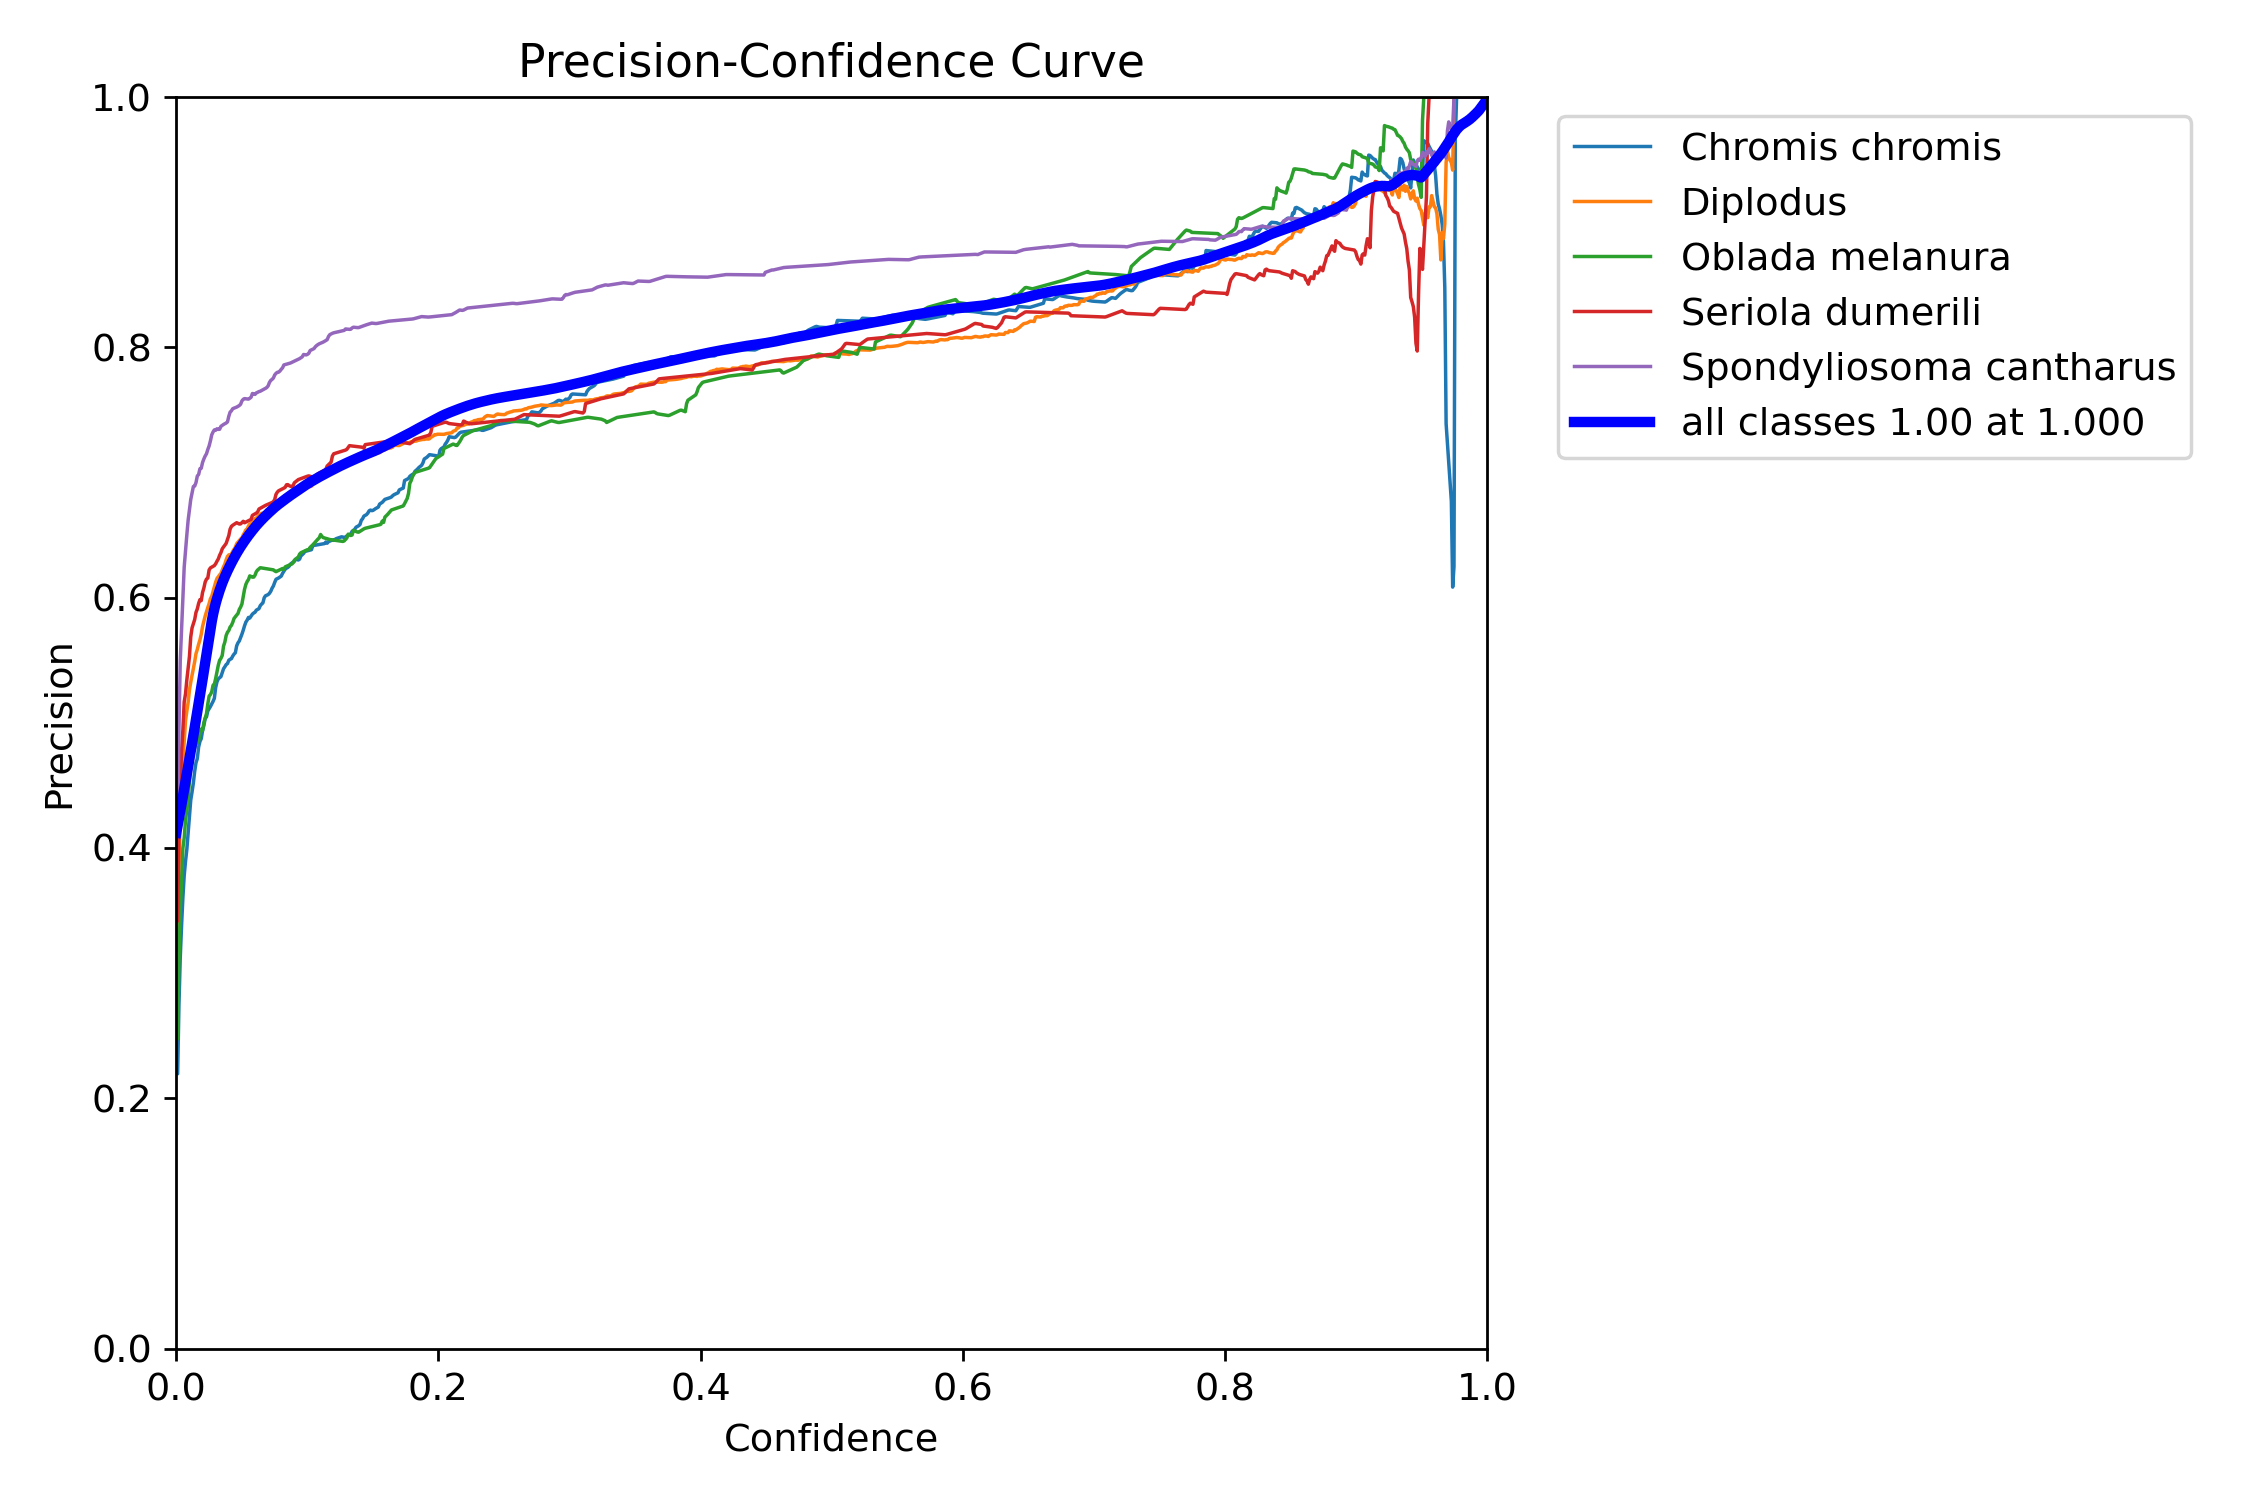 Precision-Confidence Curve
1.0
0.8
0.6
0.4
0.2
0.0
Precision
0.0 0.2 0.4 0.6 0.8 1.0
Confidence
Chromis chromis
Diplodus
Oblada melanura
Seriola dumerili
Spondyliosoma cantharus
all classes 1.00 at 1.000